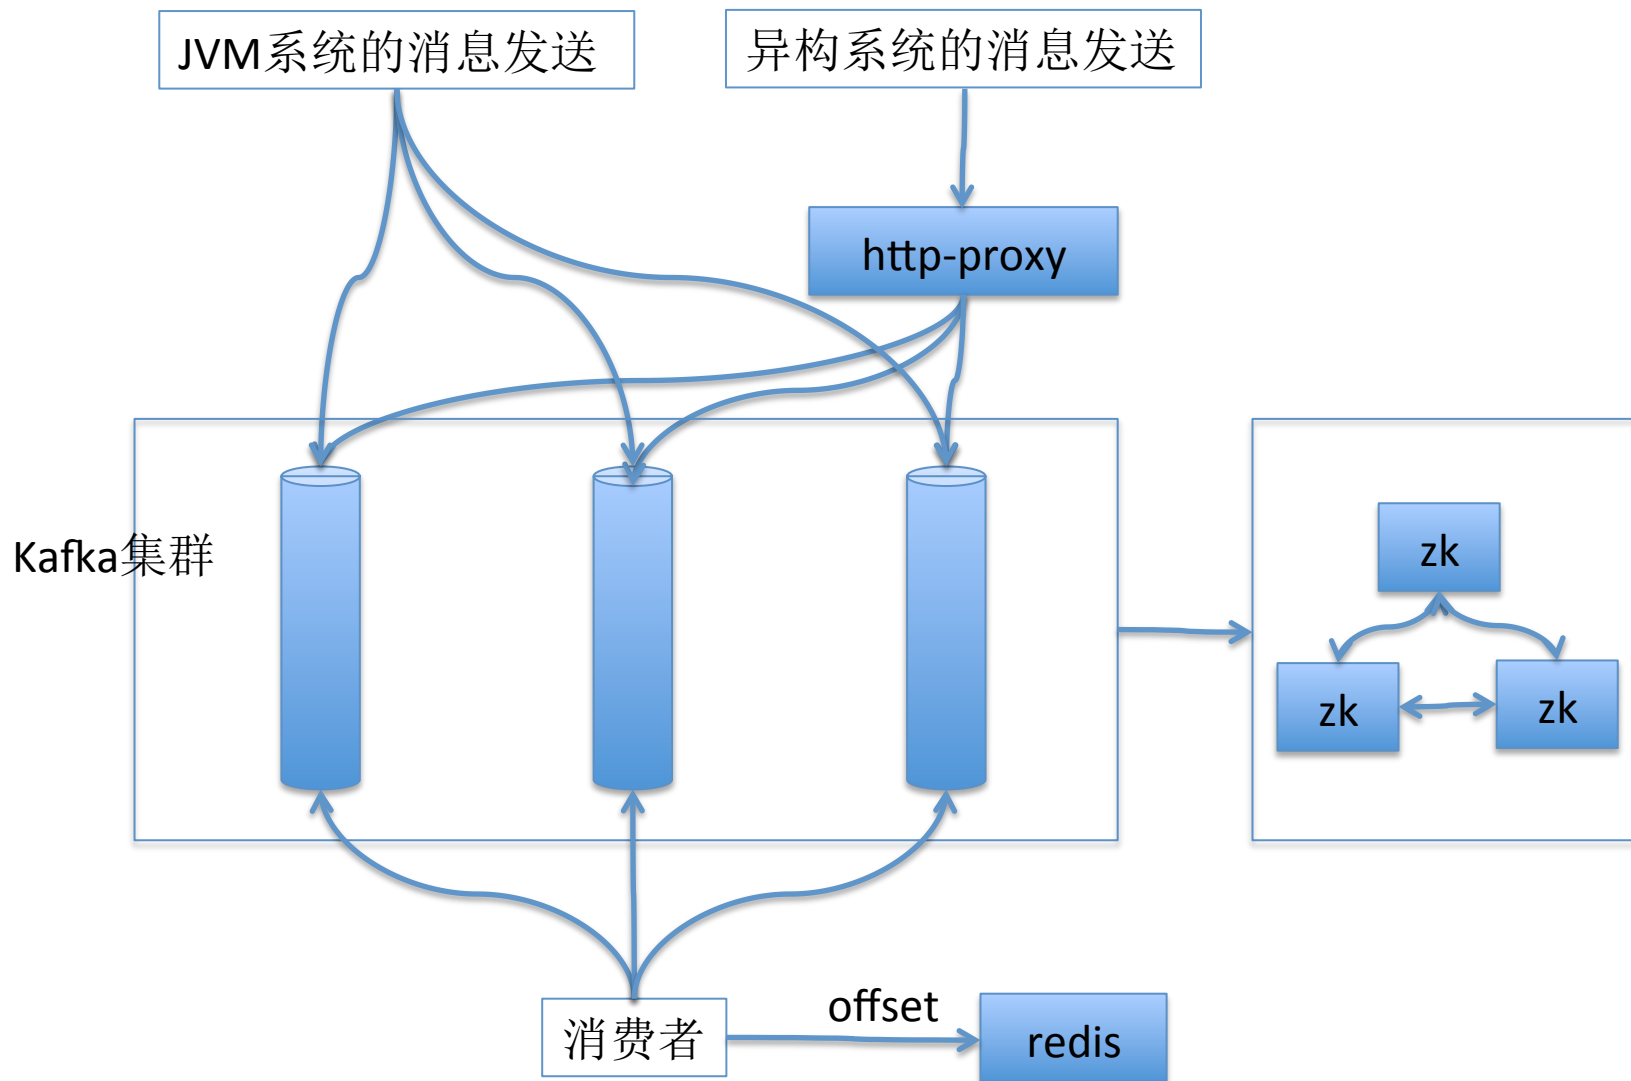 JVM系统的消息发送
异构系统的消息发送
http-proxy
Kafka集群
zk
zk
zk
offset
消费者
redis